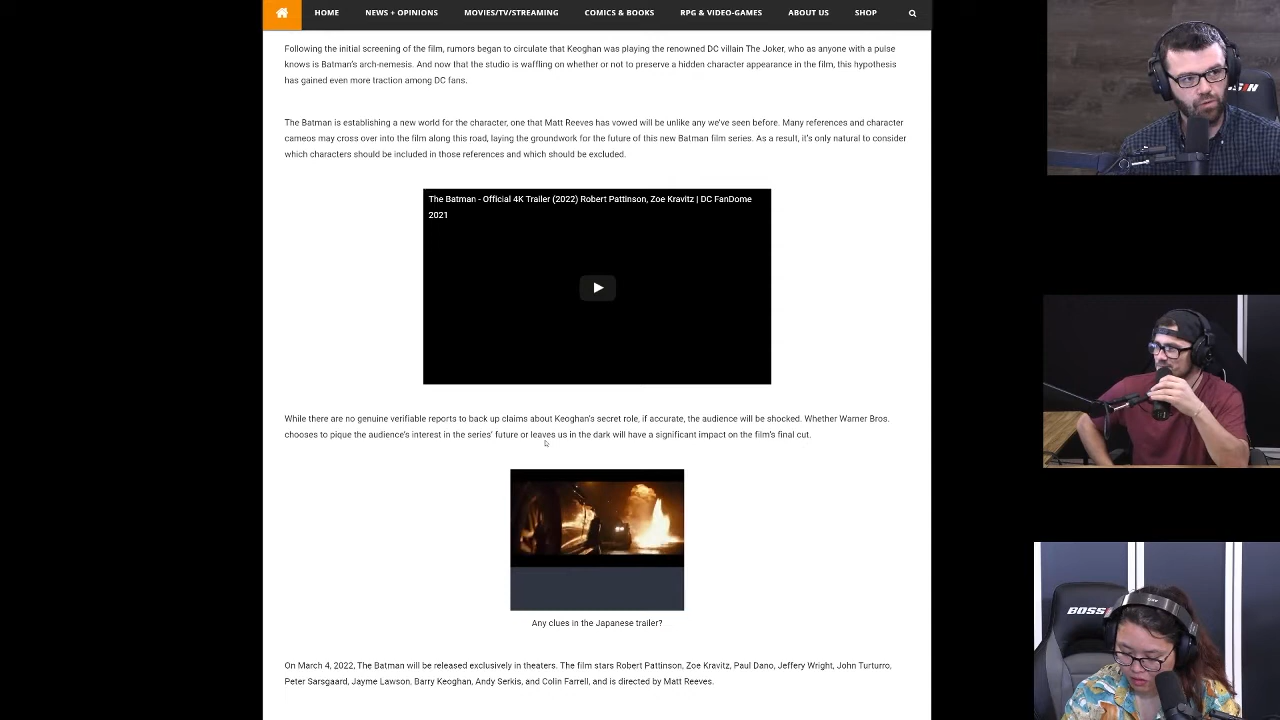 HOME NEWS + OPINIONS MOVIES/TV/STREAMING COMICS & BOOKS RPG & VIDEO-GAMES ABOUT US SHOP
Following the initial screening of the film, rumors began to circulate that Keoghan was playing the renowned DC villain The Joker, who as anyone with a pulse
knows is Batman's arch-nemesis. And now that the studio is waffling on whether or not to preserve a hidden character appearance in the film, this hypothesis
has gained even more traction among DC fans.
The Batman is establishing a new world for the character, one that Matt Reeves has vowed will be unlike any we've seen before. Many references and character
cameos may cross over into the film along this road, laying the groundwork for the future of this new Batman film series. As a result, it's only natural to consider
which characters should be included in those references and which should be excluded.
The Batman - Official 4K Trailer (2022) Robert Pattinson, Zoe Kravitz | DC FanDome
2021
While there are no genuine verifiable reports to back up claims about Keoghan's secret role, if accurate, the audience will be shocked. Whether Warner Bros.
chooses to pique the audience's interest in the series' future or leaves us in the dark will have a significant impact on the film's final cut.
Any clues in the Japanese trailer?
On March 4, 2022, The Batman will be released exclusively in theaters. The film stars Robert Pattinson, Zoe Kravitz, Paul Dano, Jeffery Wright, John Turturro,
Peter Sarsgaard, Jayme Lawson, Barry Keoghan, Andy Serkis, and Colin Farrell, and is directed by Matt Reeves.
BOSS